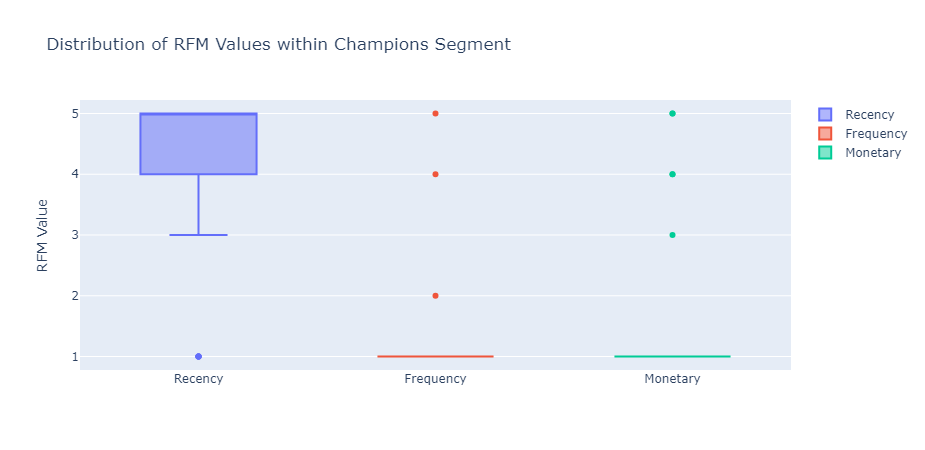 Distribution of RFM Values within Champions Segment
RFM Value
5
4
3
2
1
Recency
Frequency
Monetary
Recency
Frequency
Monetary